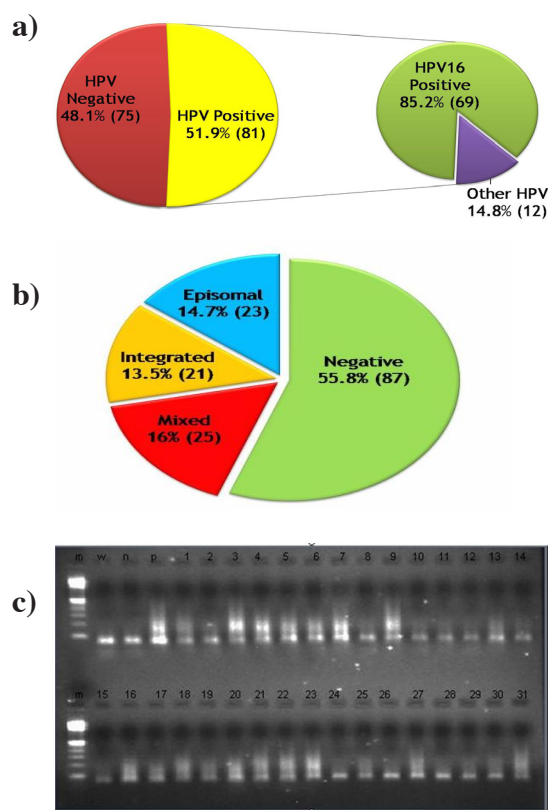 a)
HPV
Negative
48.1% (75)
HPV Positive
51.9% (81)
HPV16
Positive
85.2% (69)
Other HPV
14.8% (12)
b)
Episomal
14.7% (23)
Integrated
13.5% (21)
Mixed
16% (25)
Negative
55.8% (87)
c)
m w n p 1 2 3 4 5 6 7 8 9 10 11 12 13 14
m 15 16 17 18 19 20 21 22 23 24 25 26 27 28 29 30 31